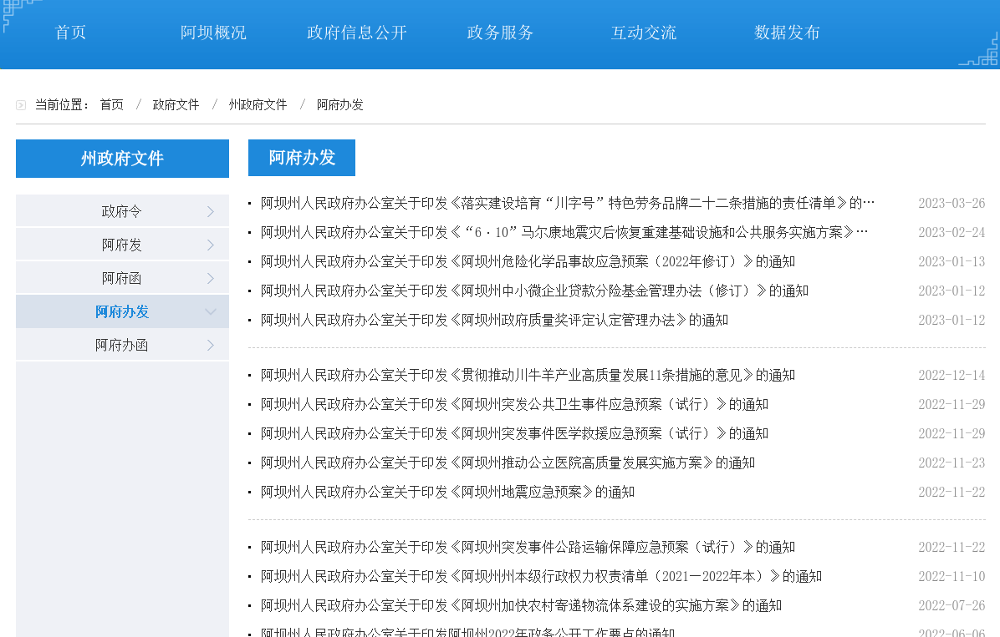 首页 阿坝概况 政府信息公开 政务服务 互动交流 数据发布
当前位置： 首页 / 政府文件 / 州政府文件 / 阿府办发
州政府文件
政府令
阿府发
阿府函
阿府办发
阿府办函
阿府办发
阿坝州人民政府办公室关于印发《落实建设培育“川字号”特色劳务品牌二十二条措施的责任清单》的… 2023-03-26
阿坝州人民政府办公室关于印发《“6·10”马尔康地震灾后恢复重建基础设施和公共服务实施方案》… 2023-02-24
阿坝州人民政府办公室关于印发《阿坝州危险化学品事故应急预案（2022年修订）》的通知 2023-01-13
阿坝州人民政府办公室关于印发《阿坝州中小微企业贷款分险基金管理办法（修订）》的通知 2023-01-12
阿坝州人民政府办公室关于印发《阿坝州政府质量奖评定认定管理办法》的通知 2023-01-12
阿坝州人民政府办公室关于印发《贯彻推动川牛羊产业高质量发展11条措施的意见》的通知 2022-12-14
阿坝州人民政府办公室关于印发《阿坝州突发公共卫生事件应急预案（试行）》的通知 2022-11-29
阿坝州人民政府办公室关于印发《阿坝州突发事件医学救援应急预案（试行）》的通知 2022-11-29
阿坝州人民政府办公室关于印发《阿坝州推动公立医院高质量发展实施方案》的通知 2022-11-23
阿坝州人民政府办公室关于印发《阿坝州地震应急预案》的通知 2022-11-22
阿坝州人民政府办公室关于印发《阿坝州突发事件公路运输保障应急预案（试行）》的通知 2022-11-22
阿坝州人民政府办公室关于印发《阿坝州州本级行政权力权责清单（2021—2022年本）》的通知 2022-11-10
阿坝州人民政府办公室关于印发《阿坝州加快农村寄递物流体系建设的实施方案》的通知 2022-07-26
阿坝州人民政府办公室关于印发阿坝州2022年政务公开工作要点的通知 2022-06-06